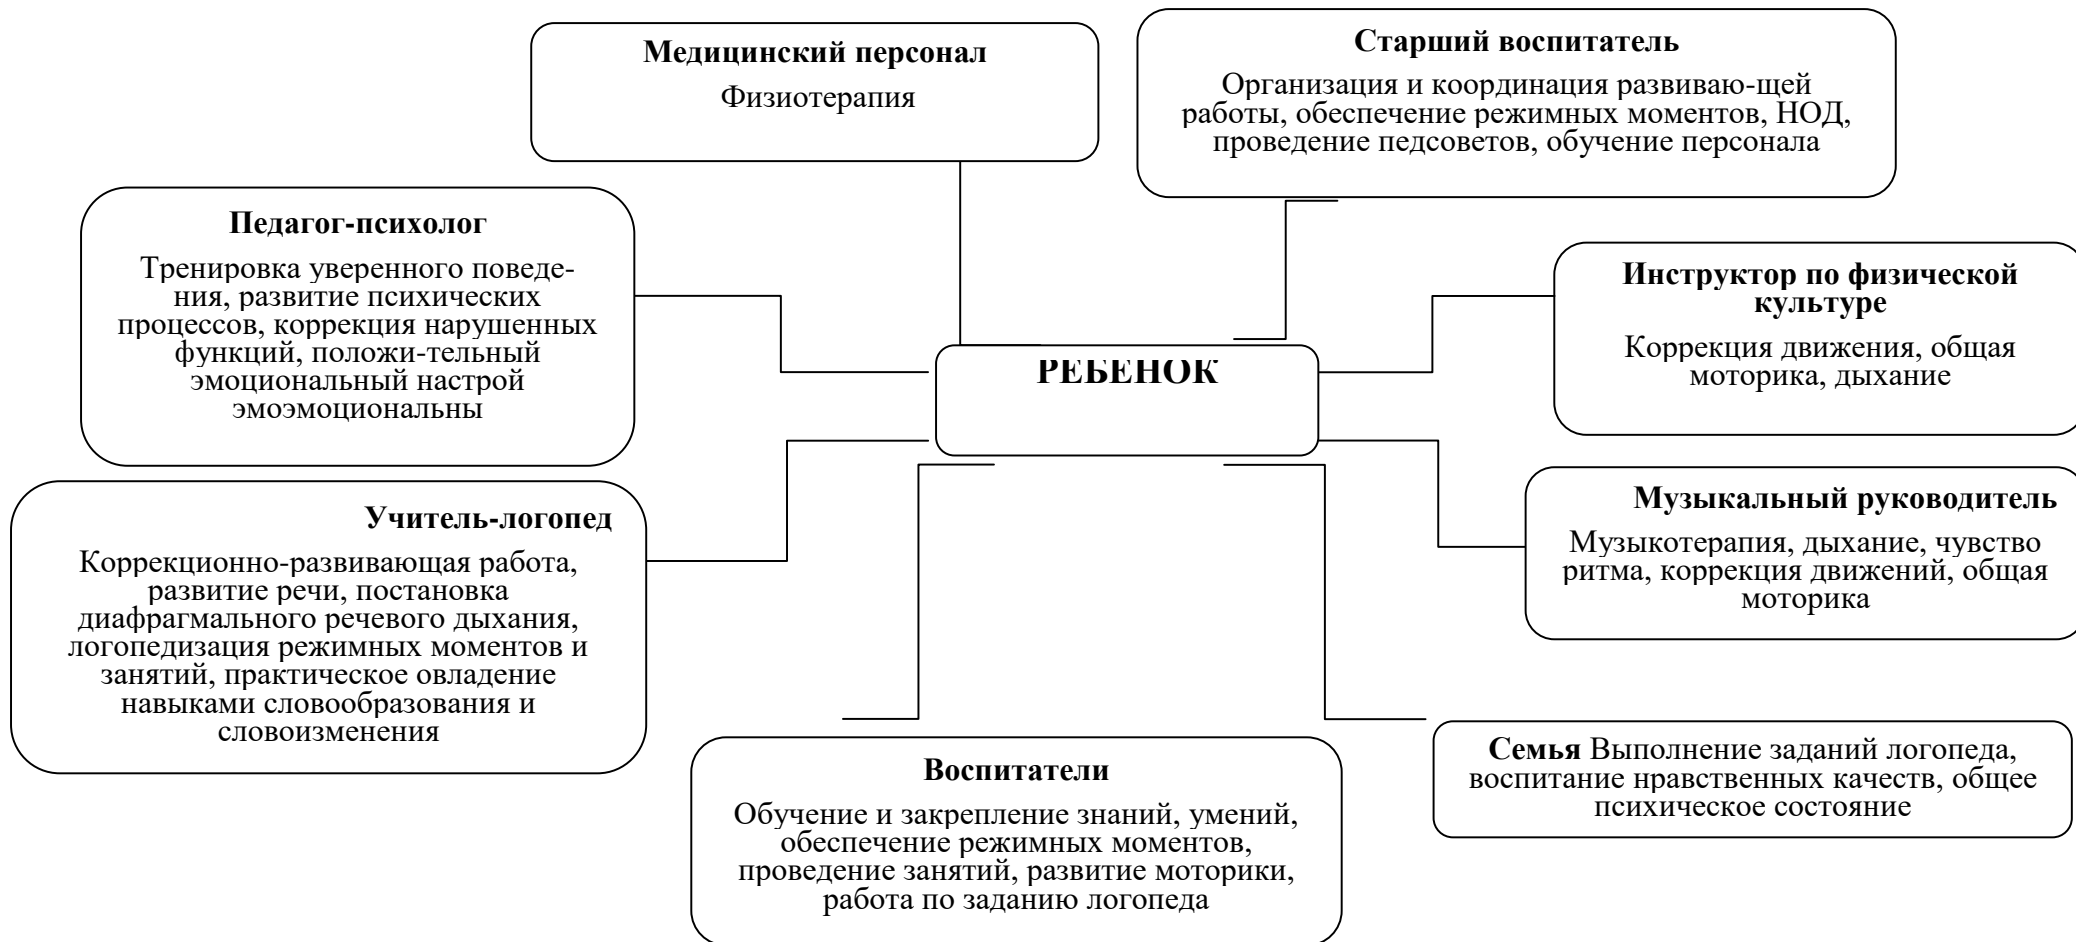 Медицинский персонал
Физиотерапия
Старший воспитатель
Организация и координация развиваю-щей
работы, обеспечение режимных моментов, НОД,
проведение педсоветов, обучение персонала
Педагог-психолог
Тренировка уверенного поведе-
ния, развитие психических
процессов, коррекция нарушенных
функций, положи-тельный
эмоциональный настрой
эмоэмоциональны
Инструктор по физической
культуре
Коррекция движения, общая
моторика, дыхание
РЕБЕНОК
Учитель-логопед
Коррекционно-развивающая работа,
развитие речи, постановка
диафрагмального речевого дыхания,
логопедизация режимных моментов и
занятий, практическое овладение
навыками словообразования и
словоизменения
Музыкальный руководитель
Музыкотерапия, дыхание, чувство
ритма, коррекция движений, общая
моторика
Воспитатели
Обучение и закрепление знаний, умений,
обеспечение режимных моментов,
проведение занятий, развитие моторики,
работа по заданию логопеда
Семья Выполнение заданий логопеда,
воспитание нравственных качеств, общее
психическое состояние